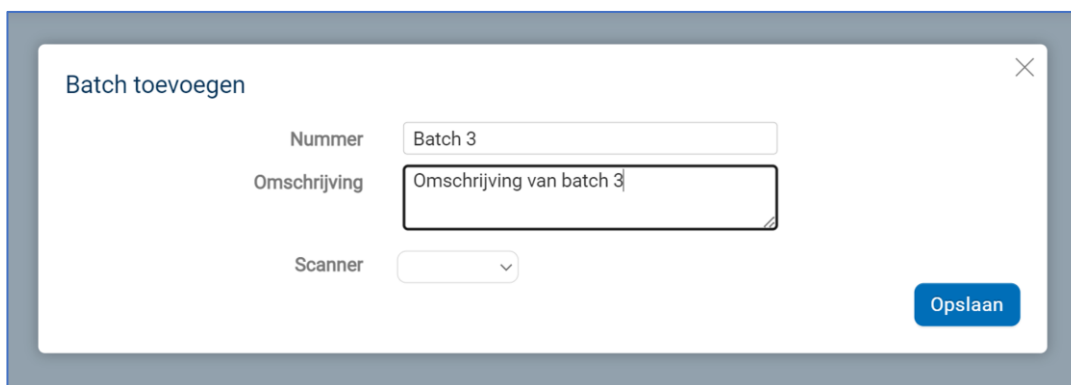 Batch toevoegen
Nummer Batch 3
Omschrijving Omschrijving van batch 3
Scanner
Opslaan